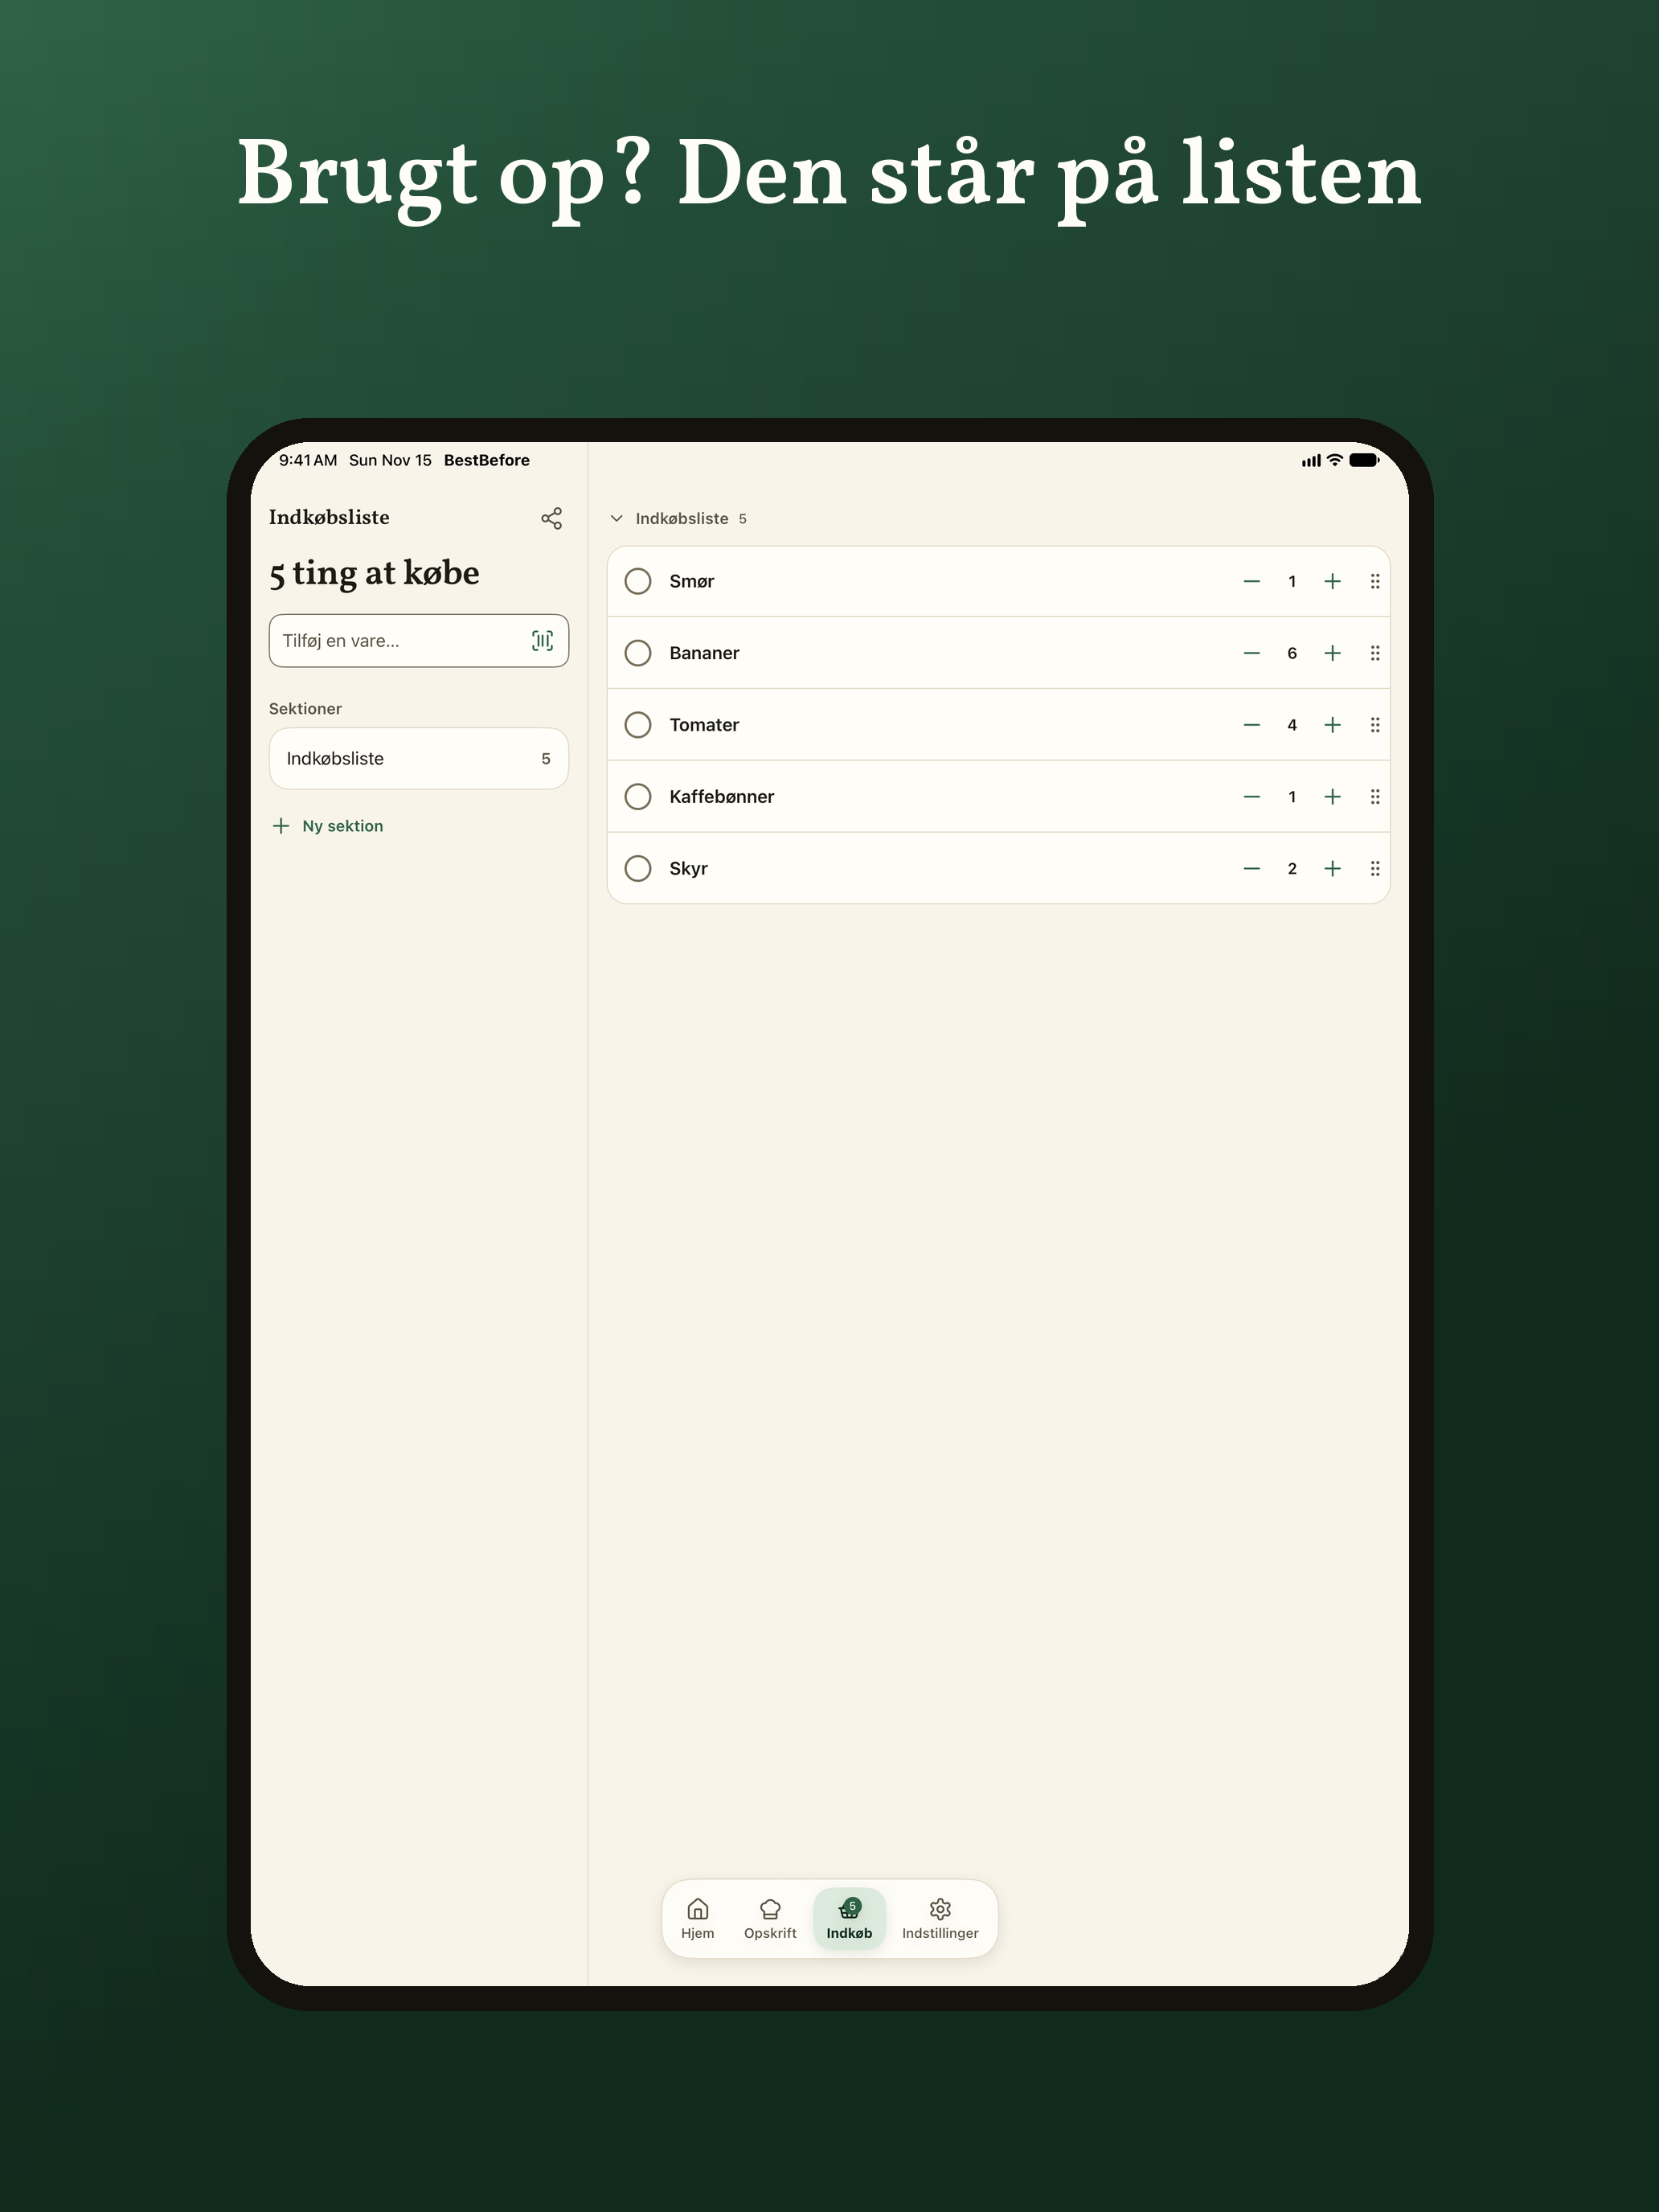 Brugt op? Den står på listen
9:41 AM Sun Nov 15 BestBefore
Indkøbsliste
5 ting at købe
Tilføj en vare...
Sektioner
Indkøbsliste 5
Ny sektion
Indkøbsliste 5
Smør 1
Bananer 6
Tomater 4
Kaffebønner 1
Skyr 2
5
Hjem Opskrift Indkøb Indstillinger